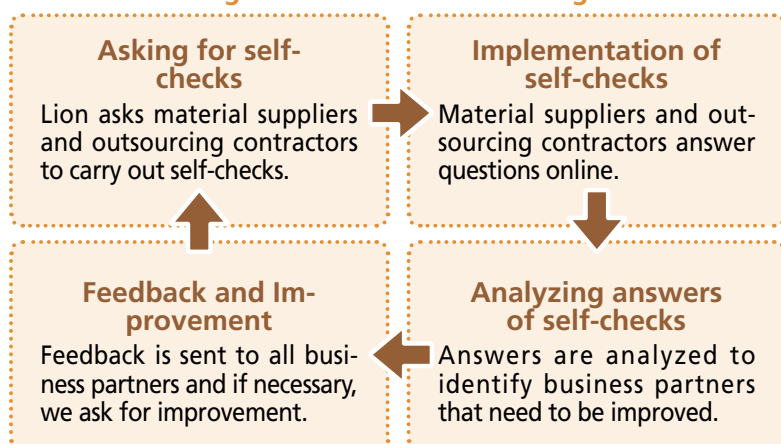 Asking for self-
checks
Lion asks material suppliers
and outsourcing contractors
to carry out self-checks.
Implementation of
self-checks
Material suppliers and out-
sourcing contractors answer
questions online.
Feedback and Im-
provement
Feedback is sent to all busi-
ness partners and if necessary,
we ask for improvement.
Analyzing answers
of self-checks
Answers are analyzed to
identify business partners
that need to be improved.